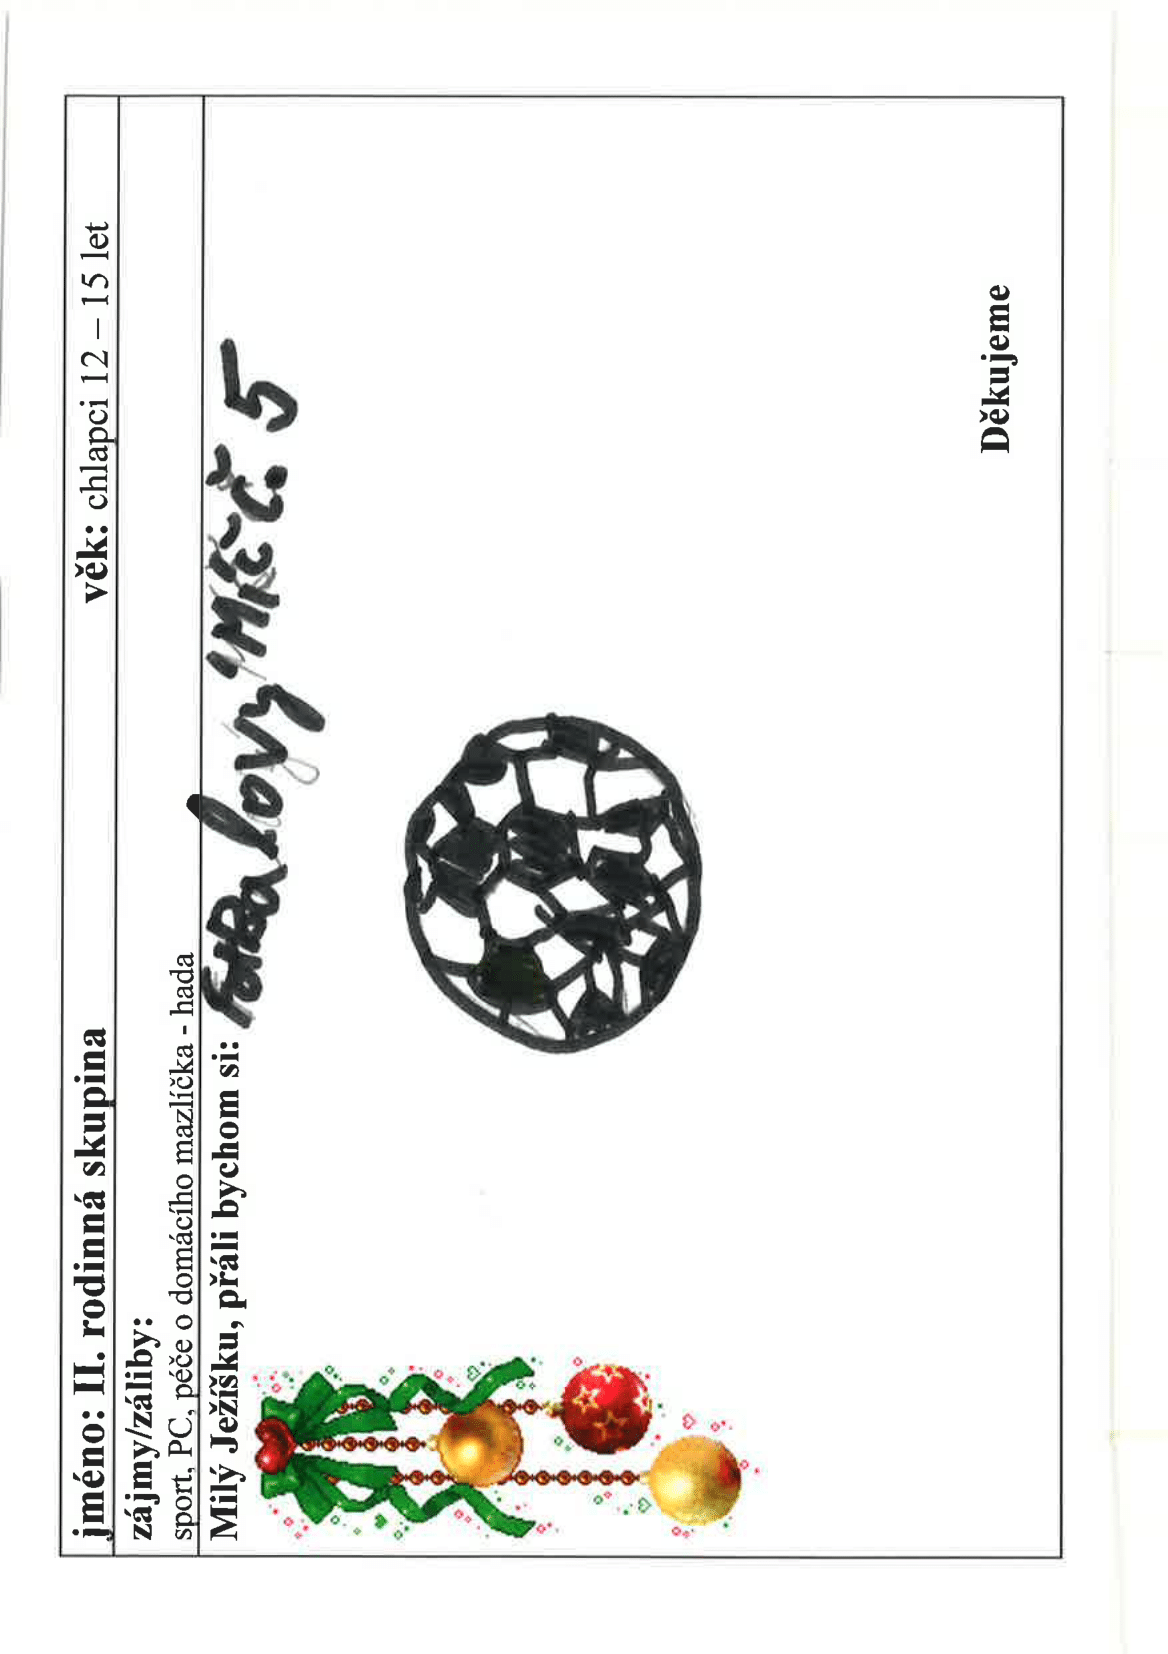 jméno: II. rodinná skupina věk: chlapci 12 – 15 let
zájmy/záliby:
sport, PC, péče o domácího mazlíčka - hada
Milý Ježíšku, přáli bychom si: FotBalovy MÍČ č. 5
Děkujeme